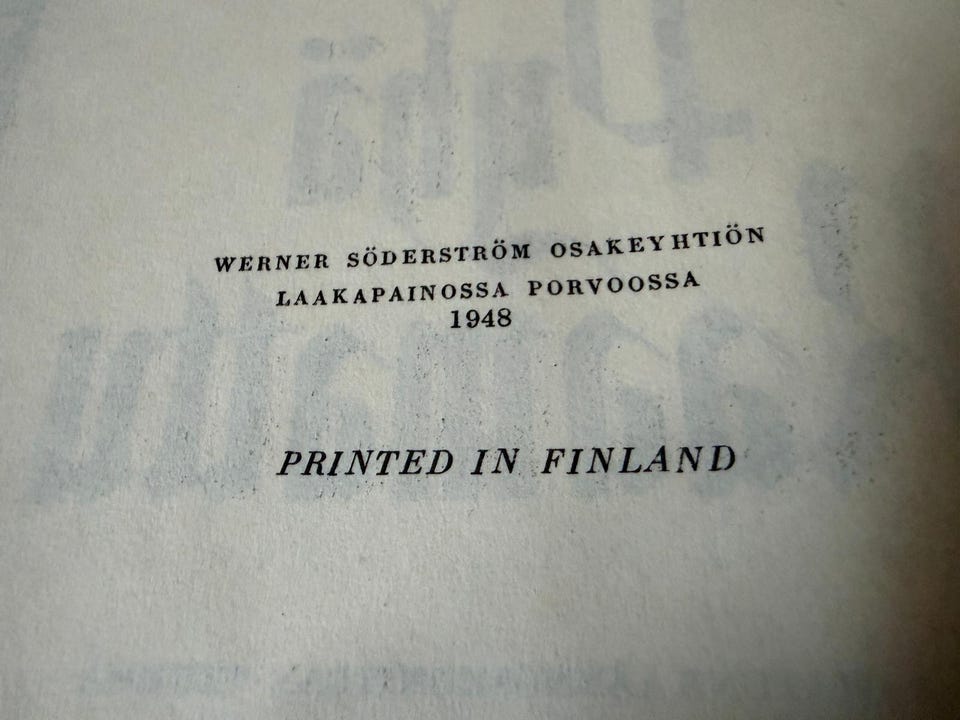 WERNER SÖDERSTRÖM OSAKEYHTIÖN
LAAKAPAINOSSA PORVOOSSA
1948
PRINTED IN FINLAND